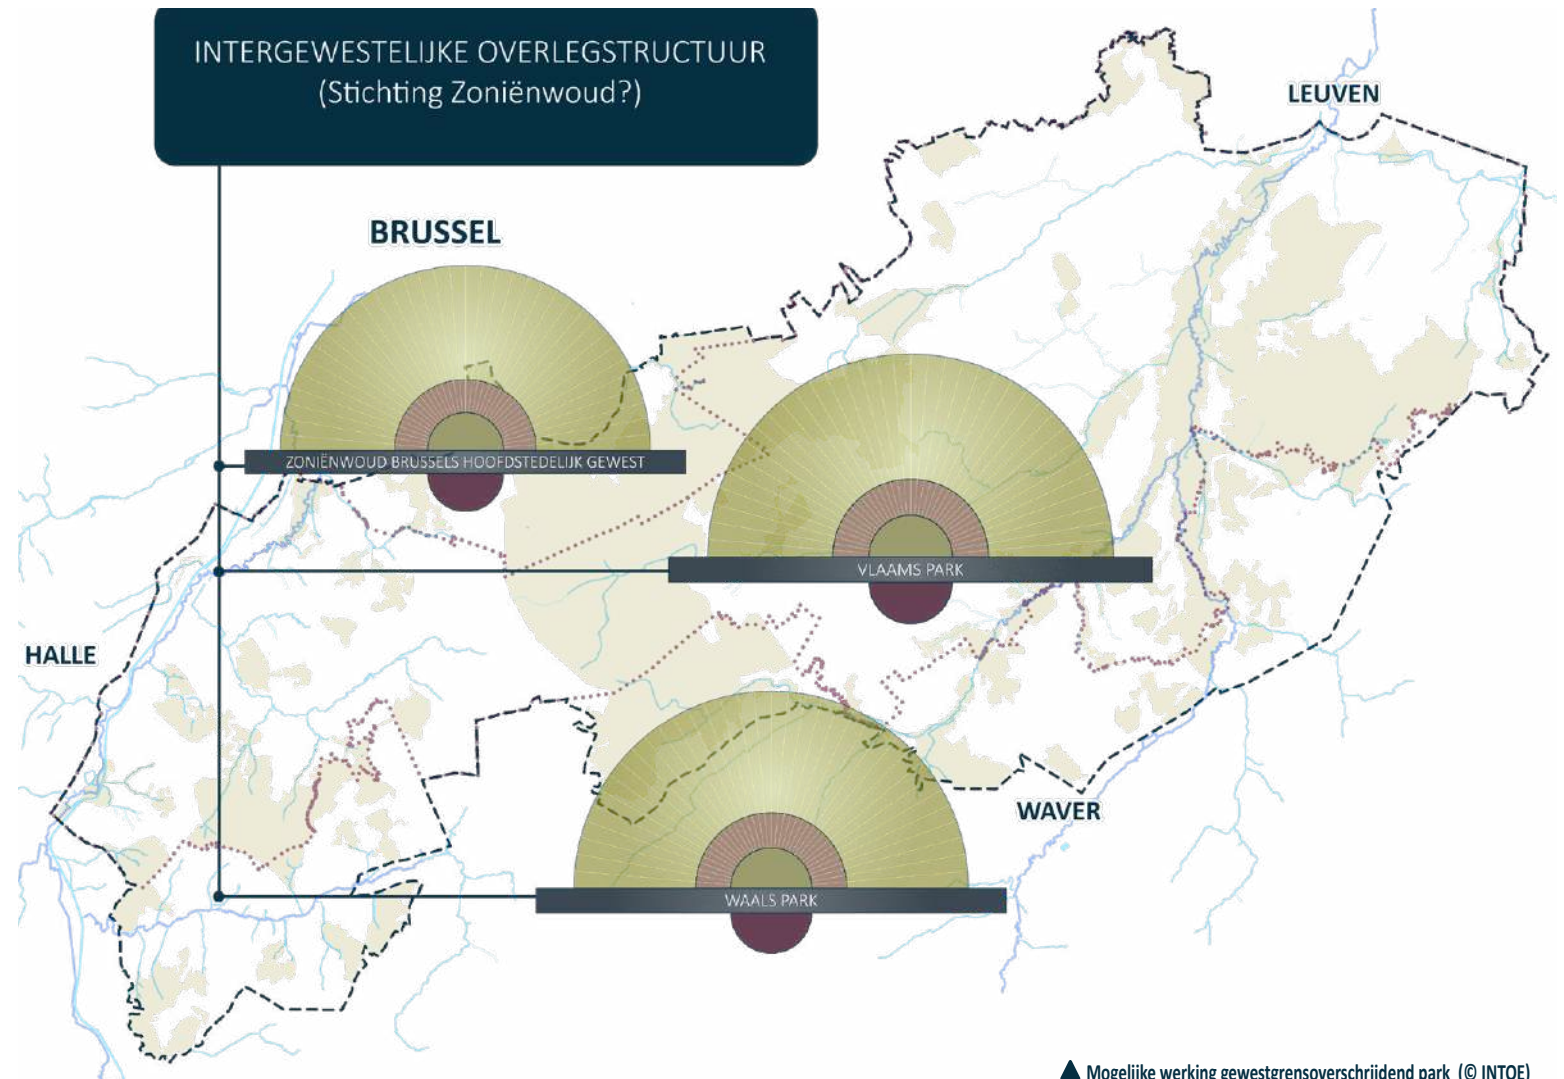 INTERGEWESTELIJKE OVERLEGSTRUCTUUR
(Stichting Zoniënwoud?)
LEUVEN
BRUSSEL
ZONIËNWOUD BRUSSELS HOOFDSTEDELIJK GEWEST
VLAAMS PARK
HALLE
WAVER
WAALS PARK
▲ Mogelijke werking gewestgrensoverschrijdend park (© INTOE)